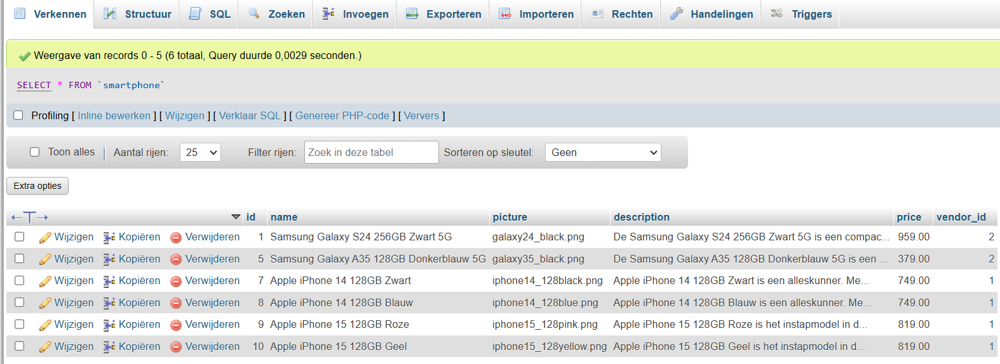 Verkennen Structuur SQL Zoeken Invoegen Exporteren Importeren Rechten Handelingen Triggers
Weergave van records 0 - 5 (6 totaal, Query duurde 0,0029 seconden.)
SELECT * FROM `smartphone`
Profiling [ Inline bewerken ] [ Wijzigen ] [ Verklaar SQL ] [ Genereer PHP-code ] [ Ververs ]
Toon alles Aantal rijen: 25 Filter rijen: Zoek in deze tabel Sorteren op sleutel: Geen
Extra opties
←T→ id name picture description price vendor_id
Wijzigen Kopiëren Verwijderen 1 Samsung Galaxy S24 256GB Zwart 5G galaxy24_black.png De Samsung Galaxy S24 256GB Zwart 5G is een compac... 959.00 2
Wijzigen Kopiëren Verwijderen 5 Samsung Galaxy A35 128GB Donkerblauw 5G galaxy35_black.png De Samsung Galaxy A35 128GB Donkerblauw 5G is een ... 379.00 2
Wijzigen Kopiëren Verwijderen 7 Apple iPhone 14 128GB Zwart iphone14_128black.png Apple iPhone 14 128GB Zwart is een alleskunner. Me... 749.00 1
Wijzigen Kopiëren Verwijderen 8 Apple iPhone 14 128GB Blauw iphone14_128blue.png Apple iPhone 14 128GB Blauw is een alleskunner. Me... 749.00 1
Wijzigen Kopiëren Verwijderen 9 Apple iPhone 15 128GB Roze iphone15_128pink.png Apple iPhone 15 128GB Roze is het instapmodel in d... 819.00 1
Wijzigen Kopiëren Verwijderen 10 Apple iPhone 15 128GB Geel iphone15_128yellow.png Apple iPhone 15 128GB Geel is het instapmodel in d... 819.00 1